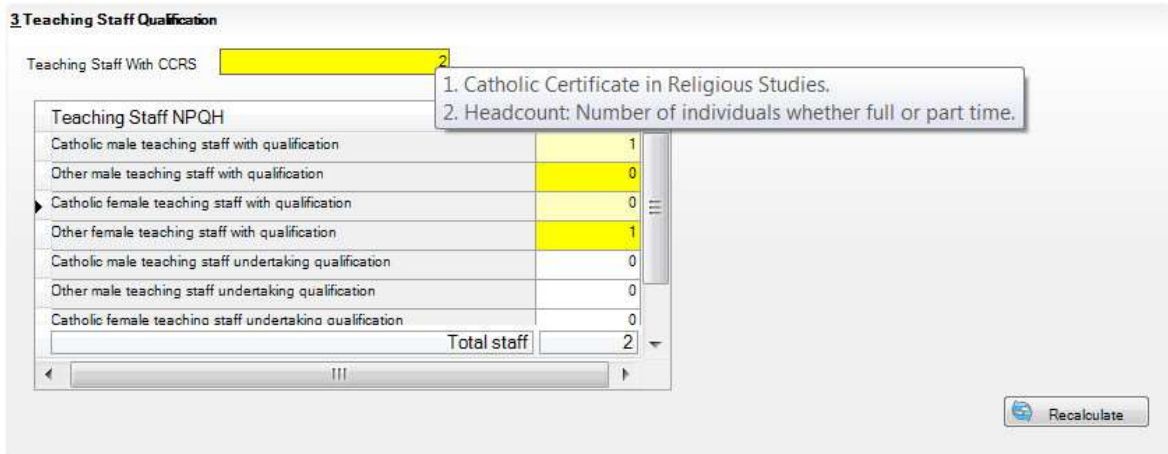 3 Teaching Staff Qualification
Teaching Staff With CCRS 2
1. Catholic Certificate in Religious Studies.
2. Headcount: Number of individuals whether full or part time.
Teaching Staff NPQH
Catholic male teaching staff with qualification 1
Other male teaching staff with qualification 0
Catholic female teaching staff with qualification 0
Other female teaching staff with qualification 1
Catholic male teaching staff undertaking qualification 0
Other male teaching staff undertaking qualification 0
Catholic female teaching staff undertaking qualification 0
Total staff 2
Recalculate